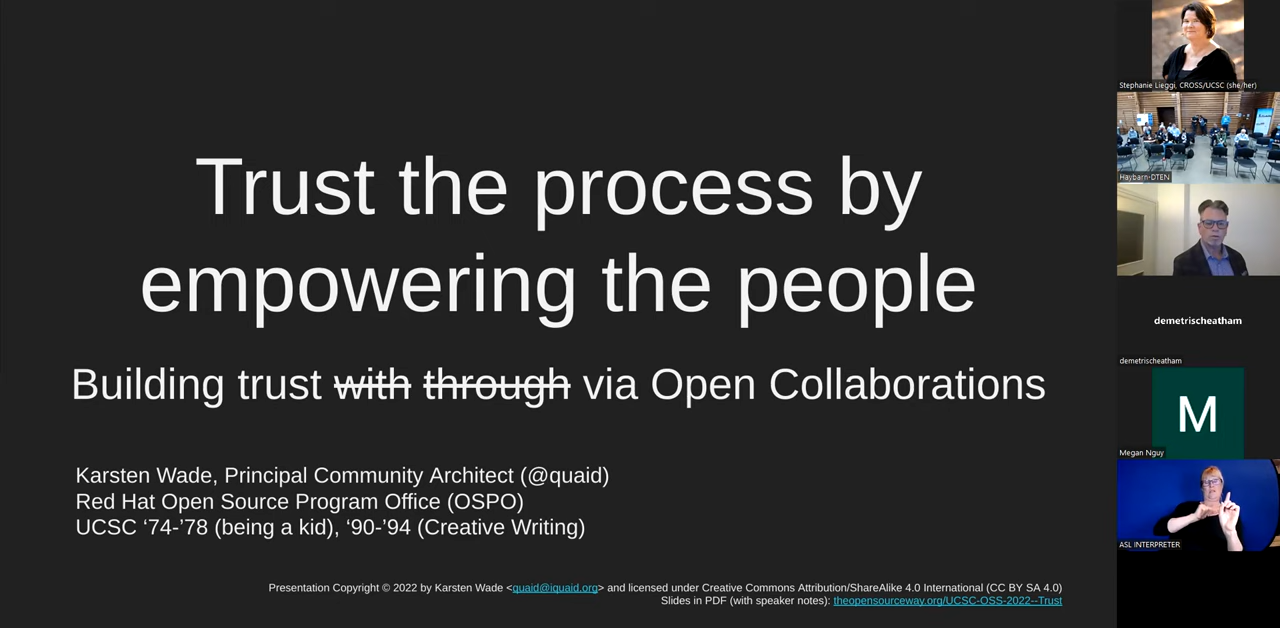 Trust the process by
empowering the people
Building trust with through via Open Collaborations
Karsten Wade, Principal Community Architect (@quaid)
Red Hat Open Source Program Office (OSPO)
UCSC ‘74-’78 (being a kid), ‘90-’94 (Creative Writing)
Presentation Copyright © 2022 by Karsten Wade <quaid@iquaid.org> and licensed under Creative Commons Attribution/ShareAlike 4.0 International (CC BY SA 4.0)
Slides in PDF (with speaker notes): theopensourceway.org/UCSC-OSS-2022--Trust
Stephanie Lieggi, CROSS/UCSC (she/her)
Haybarn-DTEN
demetrischeatham
demetrischeatham
M
Megan Nguy
ASL INTERPRETER